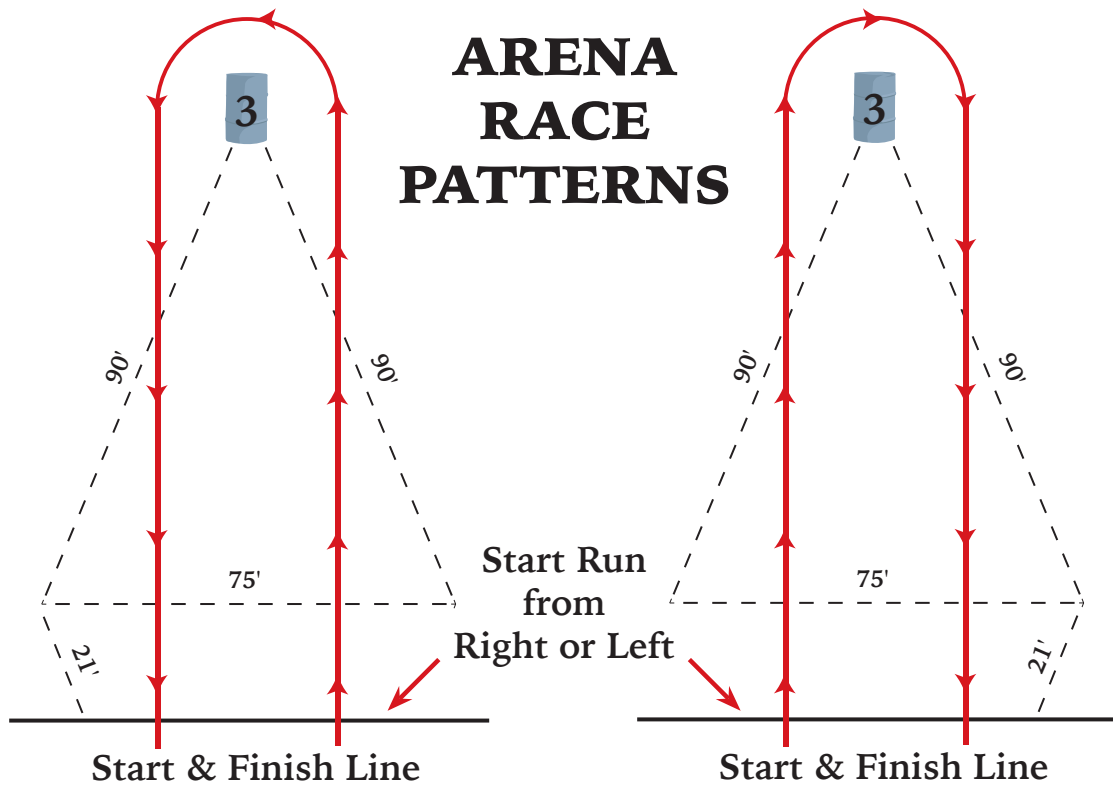 ARENA
RACE
PATTERNS
3
3
90'
90'
90'
90'
75'
75'
21'
21'
Start Run
from
Right or Left
Start & Finish Line
Start & Finish Line